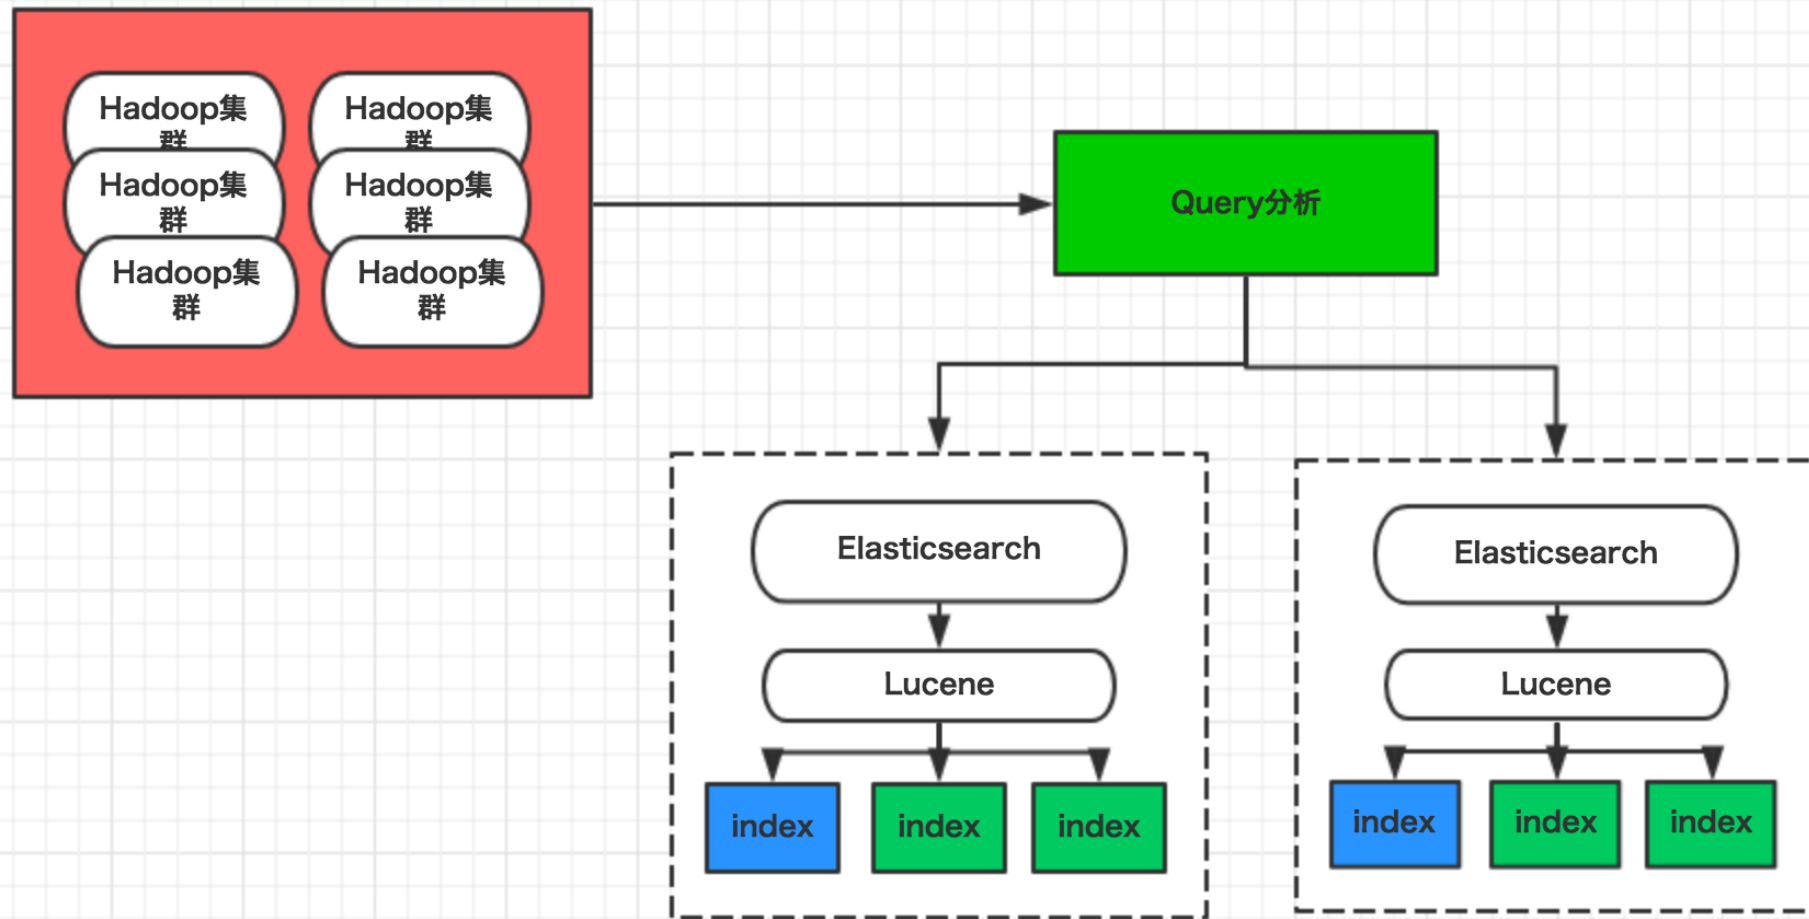 Hadoop集
群
Hadoop集
群
Hadoop集
群
Hadoop集
群
Hadoop集
群
Hadoop集
群
Query分析
Elasticsearch
Lucene
index
index
index
Elasticsearch
Lucene
index
index
index